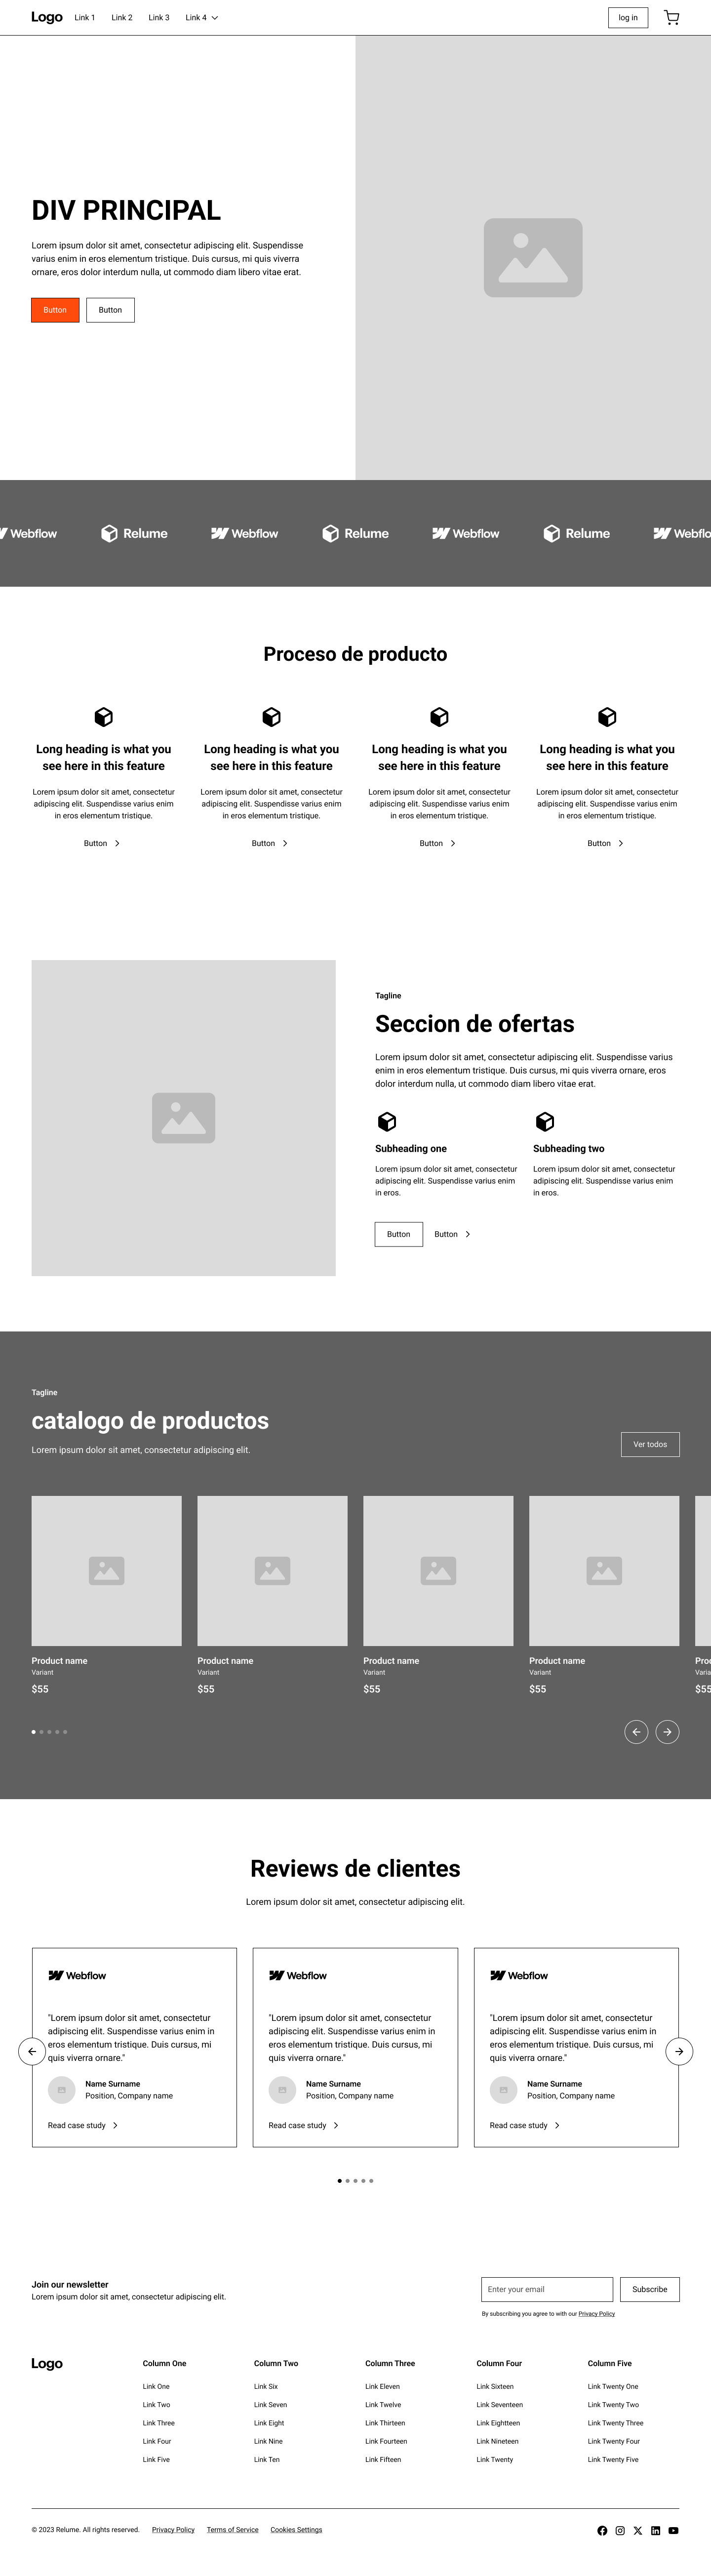 Logo Link 1 Link 2 Link 3 Link 4 log in
DIV PRINCIPAL
Lorem ipsum dolor sit amet, consectetur adipiscing elit. Suspendisse
varius enim in eros elementum tristique. Duis cursus, mi quis viverra
ornare, eros dolor interdum nulla, ut commodo diam libero vitae erat.
Button Button
Webflow Relume Webflow Relume Webflow Relume Webflo
Proceso de producto
Long heading is what you
see here in this feature
Lorem ipsum dolor sit amet, consectetur
adipiscing elit. Suspendisse varius enim
in eros elementum tristique.
Button
Long heading is what you
see here in this feature
Lorem ipsum dolor sit amet, consectetur
adipiscing elit. Suspendisse varius enim
in eros elementum tristique.
Button
Long heading is what you
see here in this feature
Lorem ipsum dolor sit amet, consectetur
adipiscing elit. Suspendisse varius enim
in eros elementum tristique.
Button
Long heading is what you
see here in this feature
Lorem ipsum dolor sit amet, consectetur
adipiscing elit. Suspendisse varius enim
in eros elementum tristique.
Button
Tagline
Seccion de ofertas
Lorem ipsum dolor sit amet, consectetur adipiscing elit. Suspendisse varius
enim in eros elementum tristique. Duis cursus, mi quis viverra ornare, eros
dolor interdum nulla, ut commodo diam libero vitae erat.
Subheading one
Lorem ipsum dolor sit amet, consectetur
adipiscing elit. Suspendisse varius enim
in eros.
Subheading two
Lorem ipsum dolor sit amet, consectetur
adipiscing elit. Suspendisse varius enim
in eros.
Button Button
Tagline
catalogo de productos
Lorem ipsum dolor sit amet, consectetur adipiscing elit.
Ver todos
Product name
Variant
$55
Product name
Variant
$55
Product name
Variant
$55
Product name
Variant
$55
Prod
Varia
$55
Reviews de clientes
Lorem ipsum dolor sit amet, consectetur adipiscing elit.
Webflow
"Lorem ipsum dolor sit amet, consectetur
adipiscing elit. Suspendisse varius enim in
eros elementum tristique. Duis cursus, mi
quis viverra ornare."
Name Surname
Position, Company name
Read case study
Webflow
"Lorem ipsum dolor sit amet, consectetur
adipiscing elit. Suspendisse varius enim in
eros elementum tristique. Duis cursus, mi
quis viverra ornare."
Name Surname
Position, Company name
Read case study
Webflow
"Lorem ipsum dolor sit amet, consectetur
adipiscing elit. Suspendisse varius enim in
eros elementum tristique. Duis cursus, mi
quis viverra ornare."
Name Surname
Position, Company name
Read case study
Join our newsletter
Lorem ipsum dolor sit amet, consectetur adipiscing elit.
Enter your email Subscribe
By subscribing you agree to with our Privacy Policy
Logo
Column One
Link One
Link Two
Link Three
Link Four
Link Five
Column Two
Link Six
Link Seven
Link Eight
Link Nine
Link Ten
Column Three
Link Eleven
Link Twelve
Link Thirteen
Link Fourteen
Link Fifteen
Column Four
Link Sixteen
Link Seventeen
Link Eightteen
Link Nineteen
Link Twenty
Column Five
Link Twenty One
Link Twenty Two
Link Twenty Three
Link Twenty Four
Link Twenty Five
© 2023 Relume. All rights reserved. Privacy Policy Terms of Service Cookies Settings